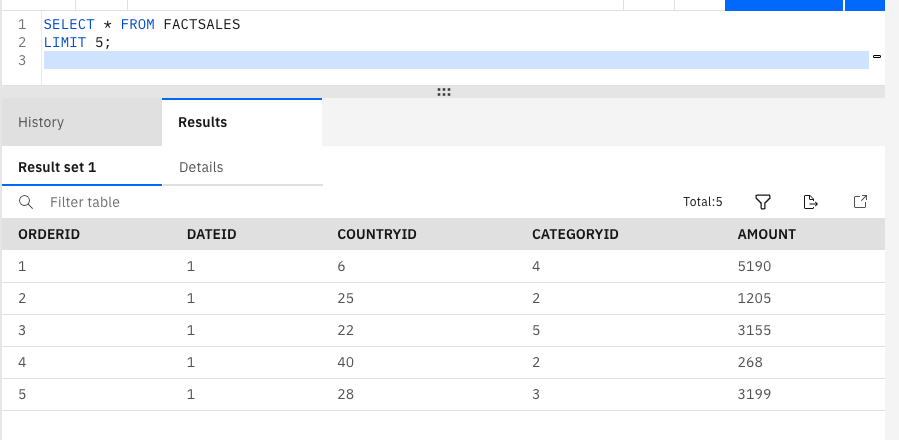 1 SELECT * FROM FACTSALES
2 LIMIT 5;
3
History Results
Result set 1 Details
Filter table Total:5
ORDERID DATEID COUNTRYID CATEGORYID AMOUNT
1 1 6 4 5190
2 1 25 2 1205
3 1 22 5 3155
4 1 40 2 268
5 1 28 3 3199